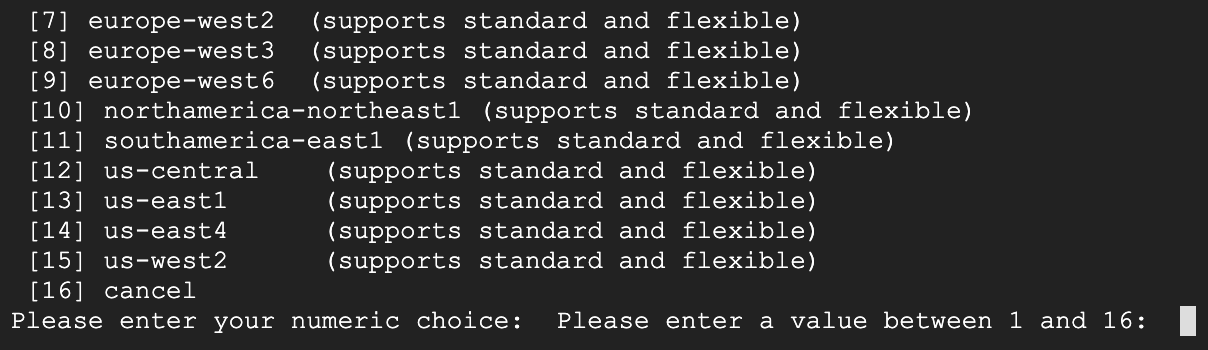 [7] europe-west2  (supports standard and flexible)
[8] europe-west3  (supports standard and flexible)
[9] europe-west6  (supports standard and flexible)
[10] northamerica-northeast1 (supports standard and flexible)
[11] southamerica-east1 (supports standard and flexible)
[12] us-central    (supports standard and flexible)
[13] us-east1      (supports standard and flexible)
[14] us-east4      (supports standard and flexible)
[15] us-west2      (supports standard and flexible)
[16] cancel
Please enter your numeric choice:  Please enter a value between 1 and 16: